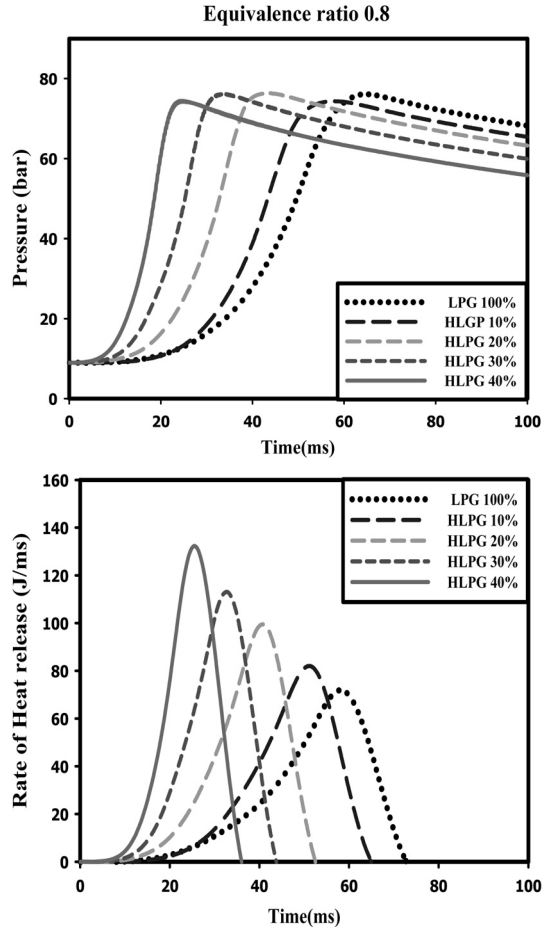 Equivalence ratio 0.8
80
60
40
20
0
Pressure (bar)
LPG 100%
HLGP 10%
HLPG 20%
HLPG 30%
HLPG 40%
0 20 40 60 80 100
Time(ms)
160
140
120
100
80
60
40
20
0
Rate of Heat release (J/ms)
LPG 100%
HLPG 10%
HLPG 20%
HLPG 30%
HLPG 40%
0 20 40 60 80 100
Time(ms)